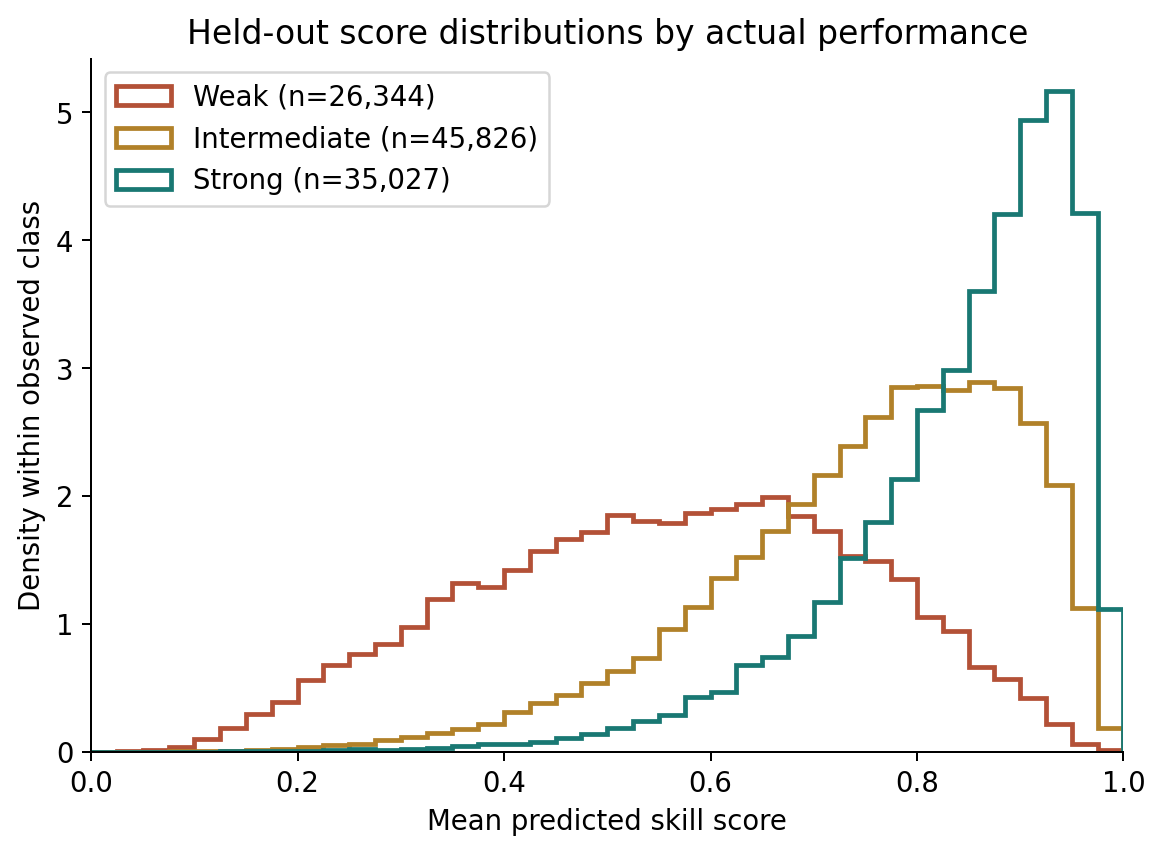 Held-out score distributions by actual performance
Weak (n=26,344)
Intermediate (n=45,826)
Strong (n=35,027)
Density within observed class
5
4
3
2
1
0
0.0 0.2 0.4 0.6 0.8 1.0
Mean predicted skill score